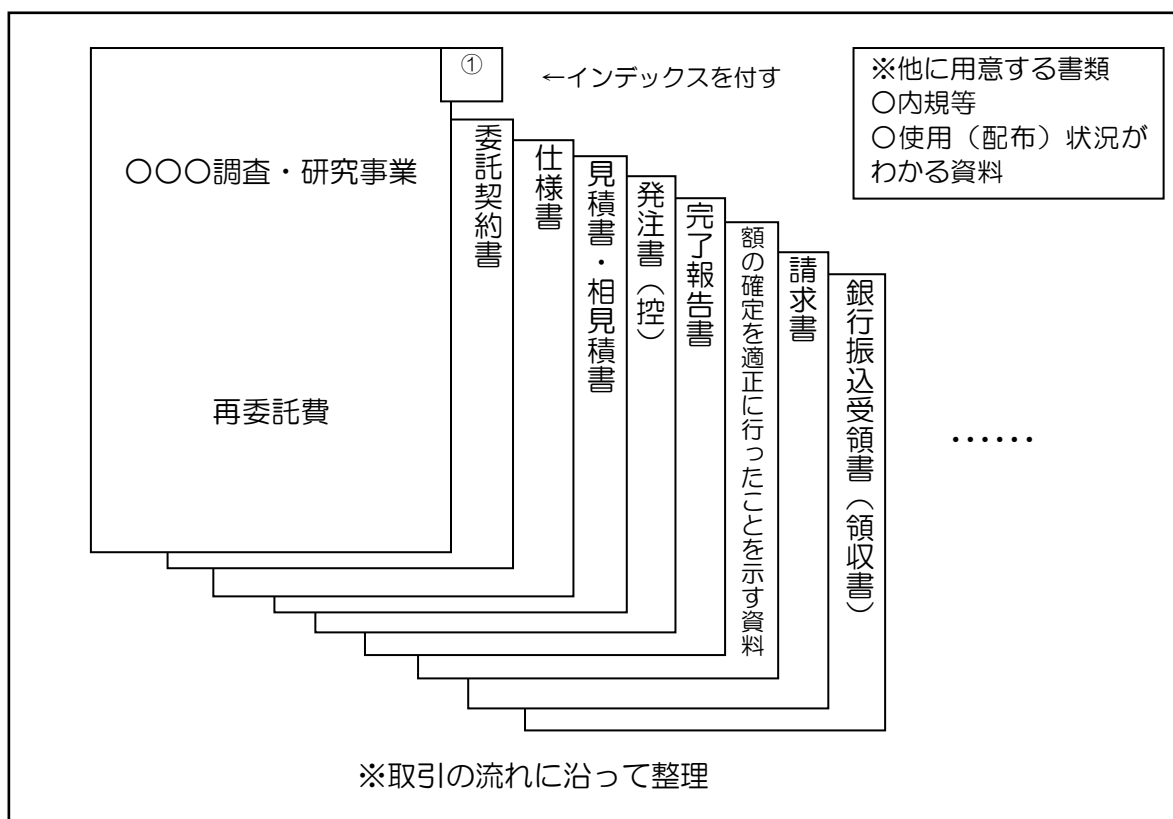 ①
←インデックスを付す
〇〇〇調査・研究事業
再委託費
委託契約書
仕様書
見積書・相見積書
発注書（控）
完了報告書
額の確定を適正に行ったことを示す資料
請求書
銀行振込受領書（領収書）
……
※他に用意する書類
〇内規等
〇使用（配布）状況が
わかる資料
※取引の流れに沿って整理